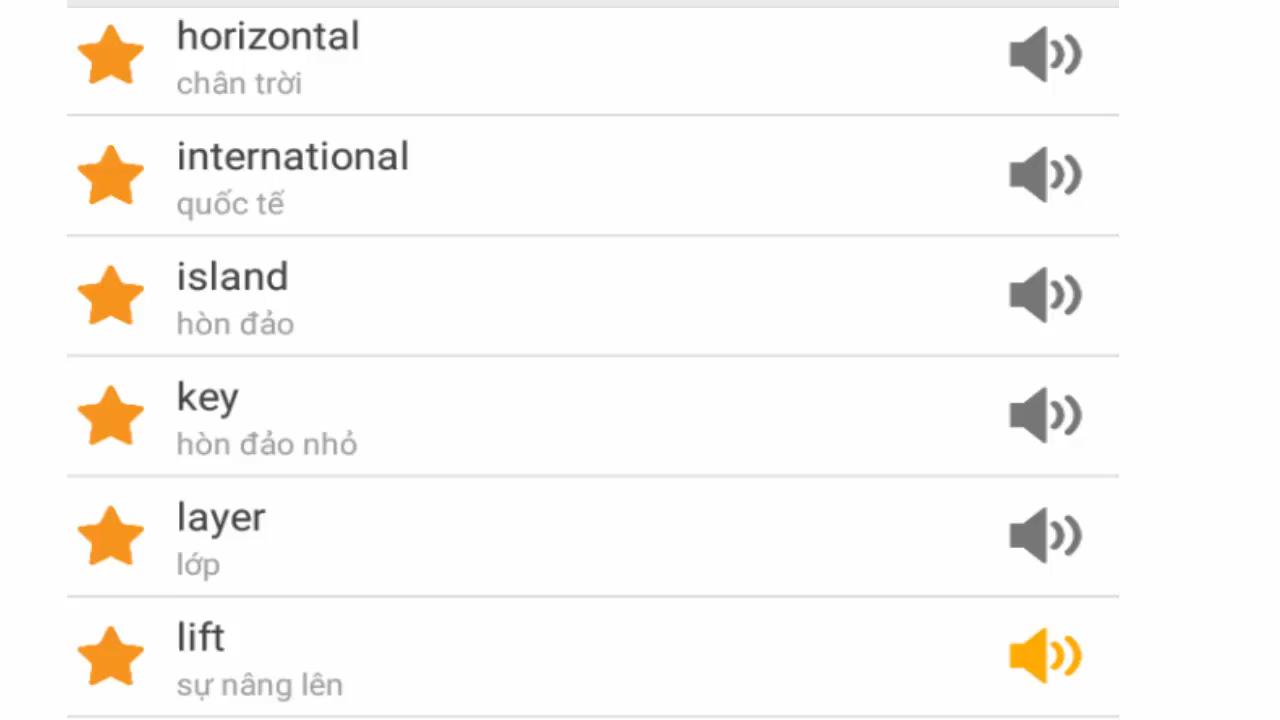 horizontal
chân trời
international
quốc tế
island
hòn đảo
key
hòn đảo nhỏ
layer
lớp
lift
sự nâng lên